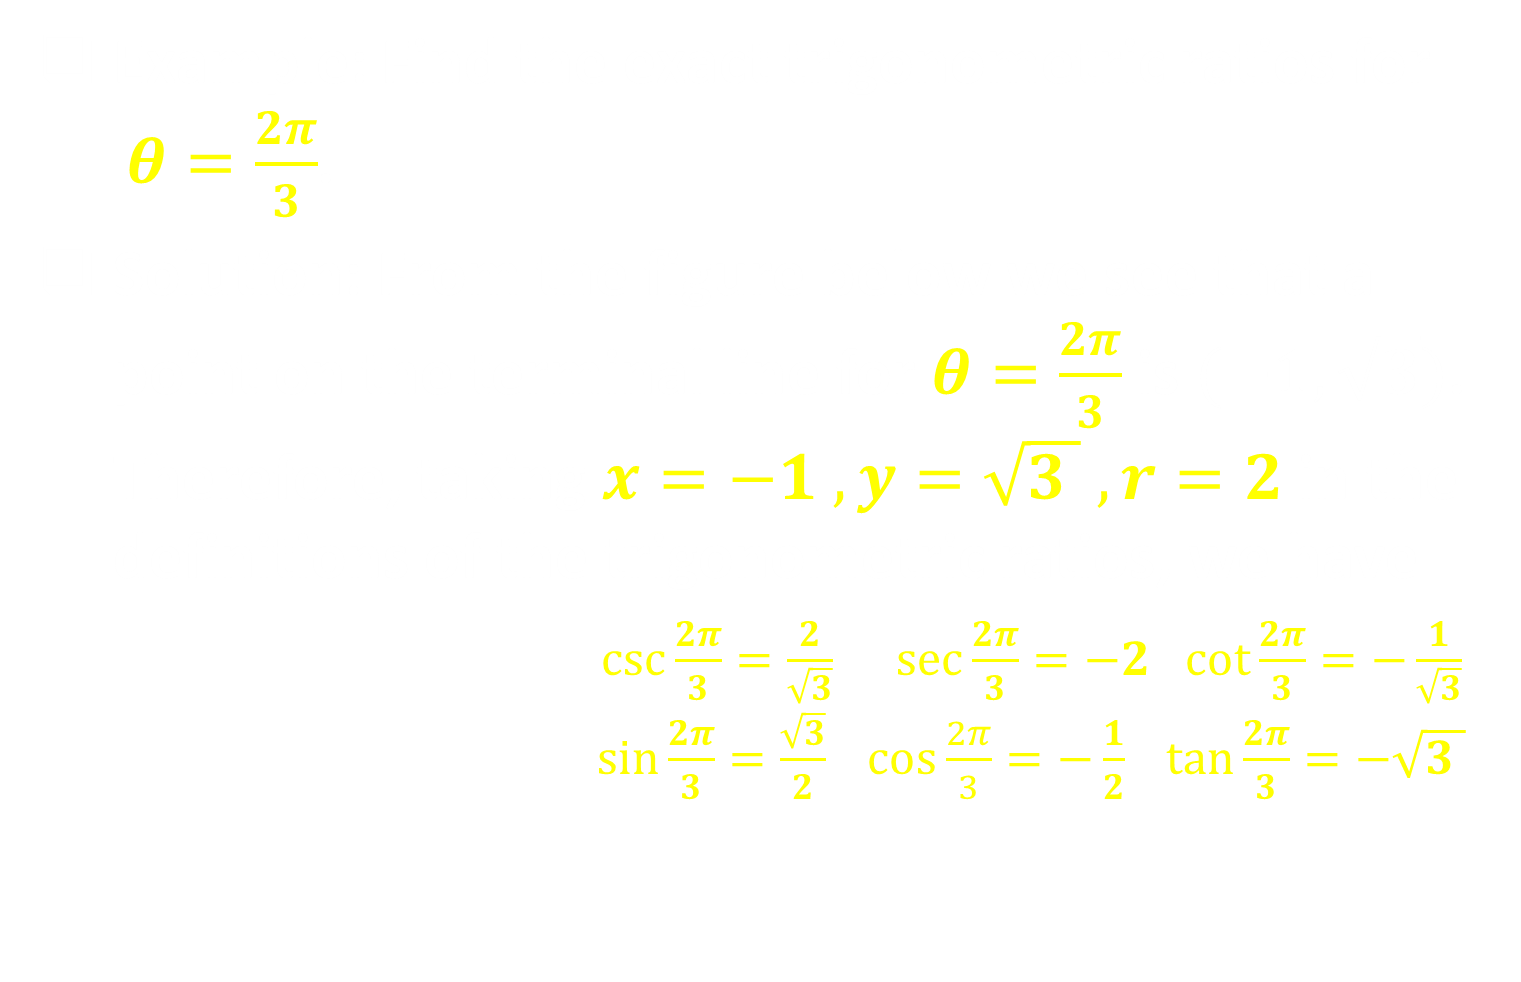 θ = 2π/3
θ = 2π/3
x = −1 , y = √3 , r = 2
csc 2π/3 = 2/√3 sec 2π/3 = −2 cot 2π/3 = − 1/√3
sin 2π/3 = √3/2 cos 2π/3 = − 1/2 tan 2π/3 = −√3